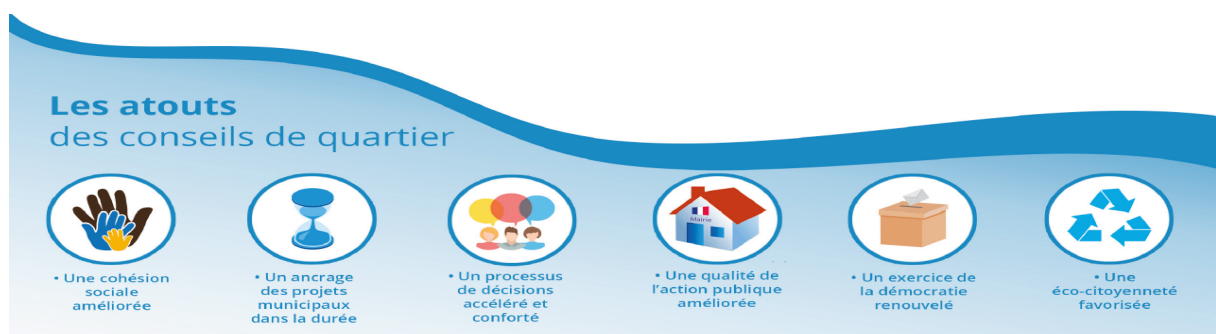 Les atouts
des conseils de quartier
Mairie
• Une cohésion
sociale
améliorée
• Un ancrage
des projets
municipaux
dans la durée
• Un processus
de décisions
accéléré et
conforté
• Une qualité de
l'action publique
améliorée
• Un exercice de
la démocratie
renouvelé
• Une
éco-citoyenneté
favorisée